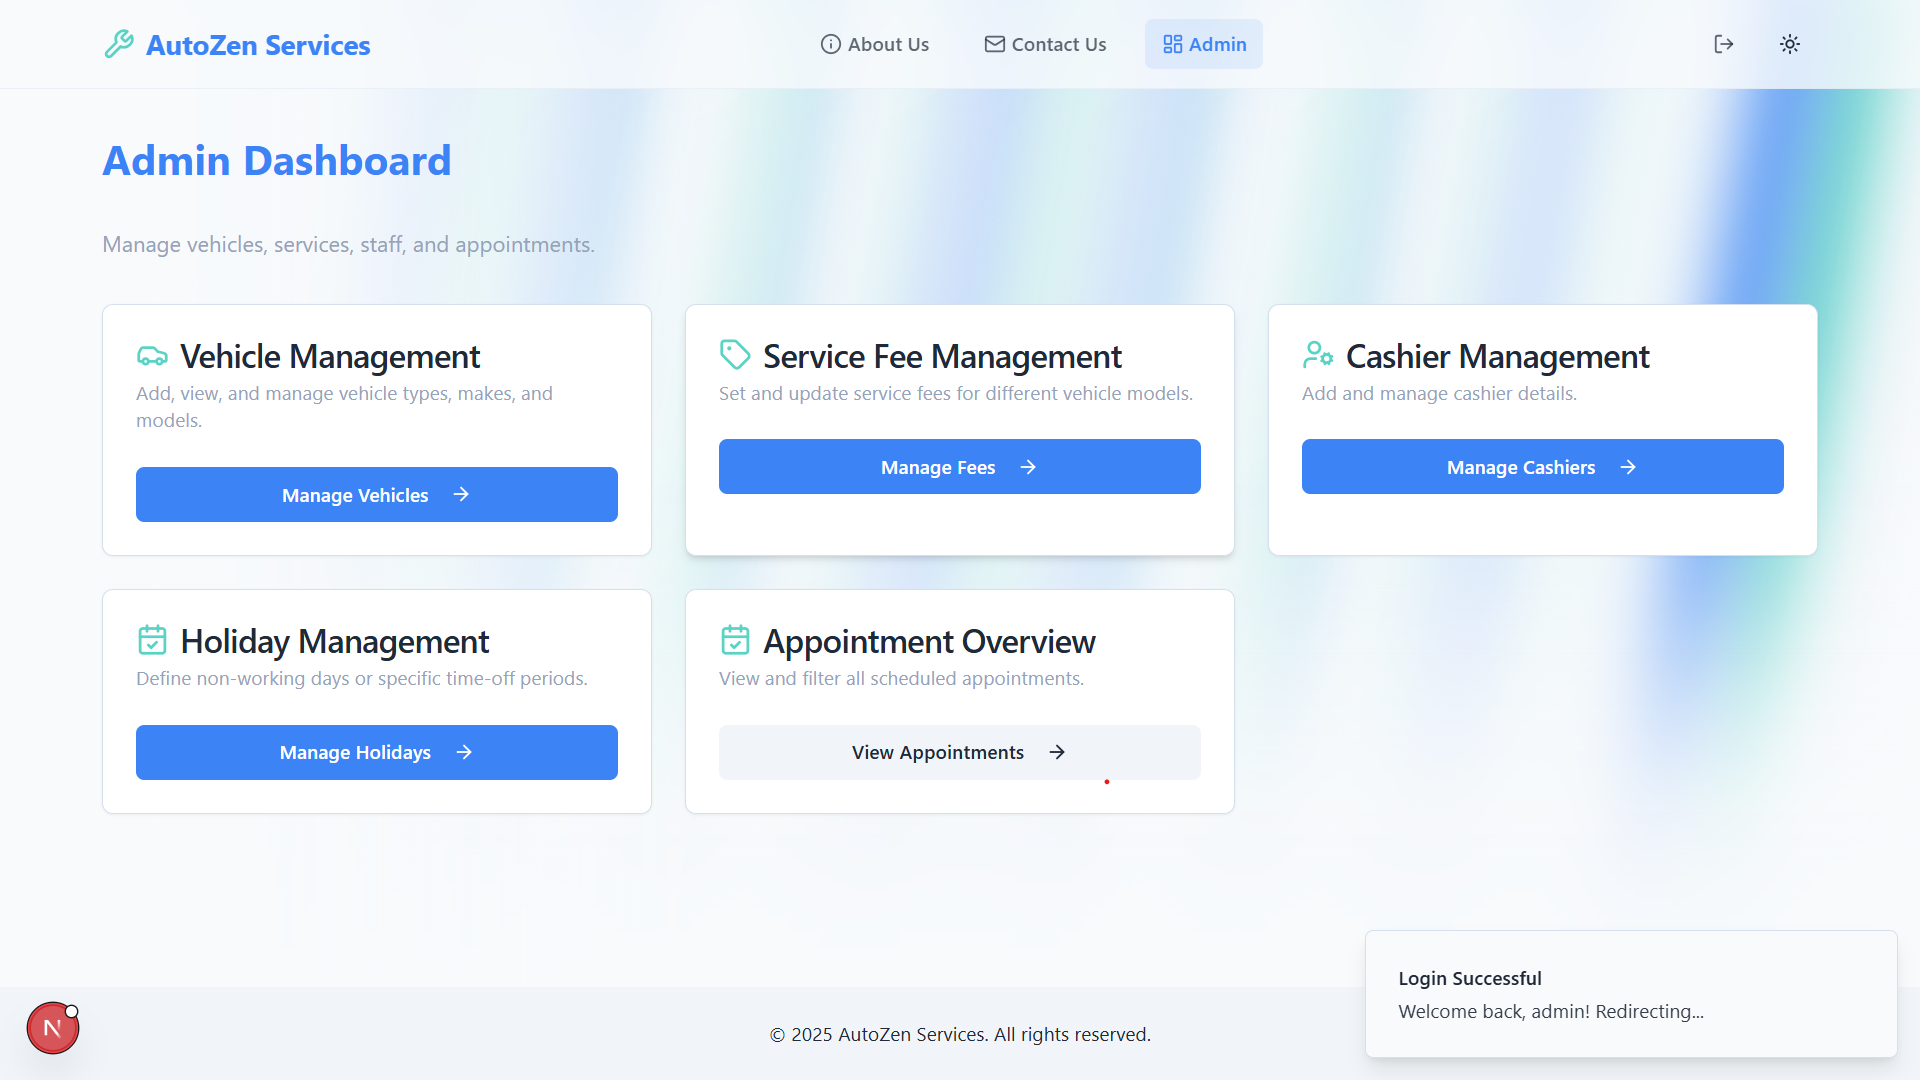 AutoZen Services
About Us
Contact Us
Admin
Admin Dashboard
Manage vehicles, services, staff, and appointments.
Vehicle Management
Add, view, and manage vehicle types, makes, and
models.
Manage Vehicles
Service Fee Management
Set and update service fees for different vehicle models.
Manage Fees
Cashier Management
Add and manage cashier details.
Manage Cashiers
Holiday Management
Define non-working days or specific time-off periods.
Manage Holidays
Appointment Overview
View and filter all scheduled appointments.
View Appointments
Login Successful
Welcome back, admin! Redirecting...
N
© 2025 AutoZen Services. All rights reserved.